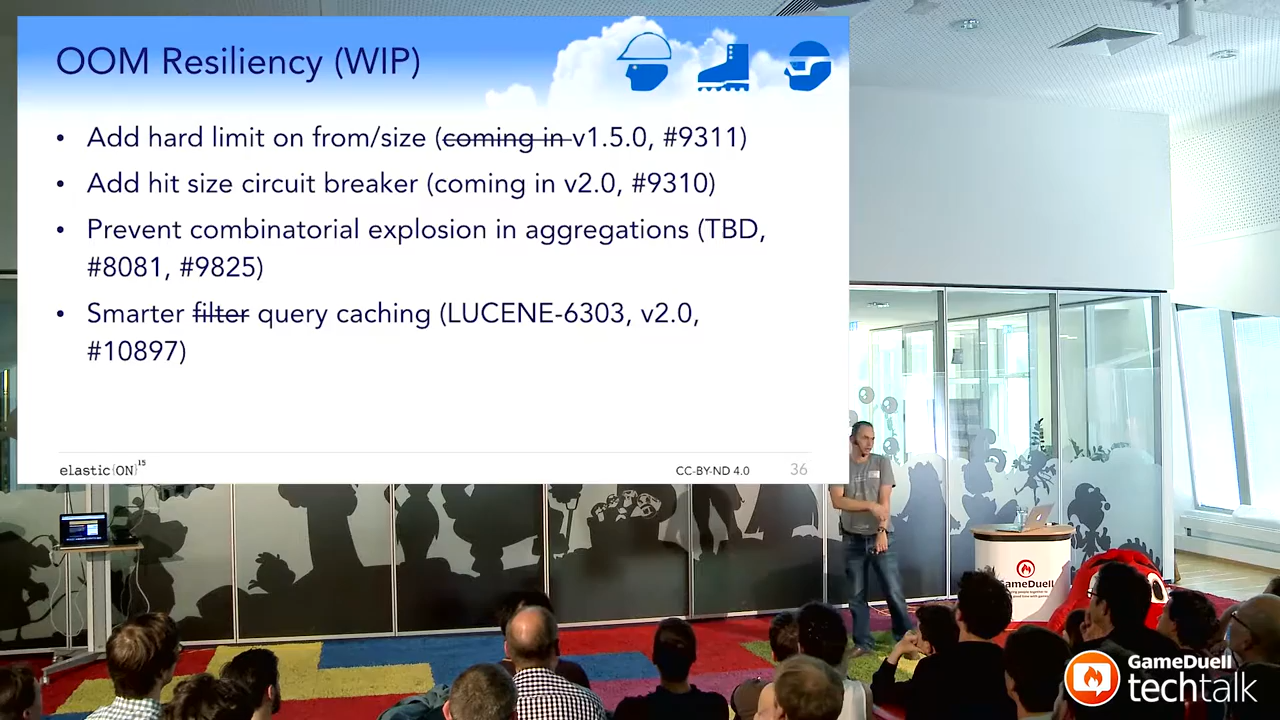 OOM Resiliency (WIP)
• Add hard limit on from/size (coming in v1.5.0, #9311)
• Add hit size circuit breaker (coming in v2.0, #9310)
• Prevent combinatorial explosion in aggregations (TBD,
#8081, #9825)
• Smarter filter query caching (LUCENE-6303, v2.0,
#10897)
elastic{ON}15
CC-BY-ND 4.0
36
GameDuell
GameDuell
techtalk